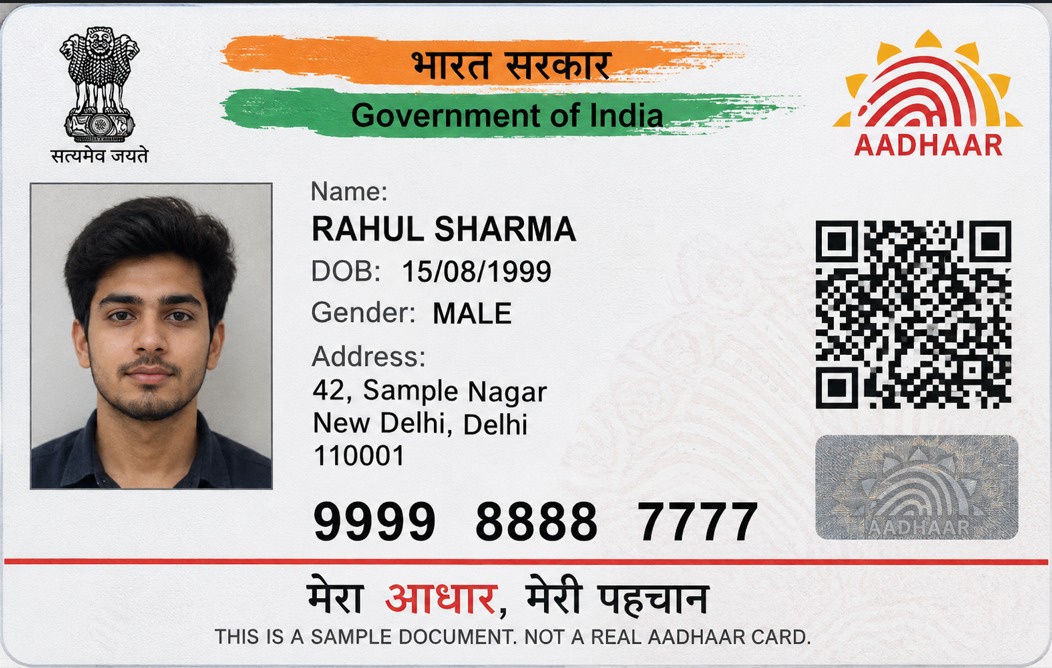 भारत सरकार
Government of India
सत्यमेव जयते
AADHAAR
Name:
RAHUL SHARMA
DOB: 15/08/1999
Gender: MALE
Address:
42, Sample Nagar
New Delhi, Delhi
110001
AADHAAR
9999 8888 7777
मेरा आधार, मेरी पहचान
THIS IS A SAMPLE DOCUMENT. NOT A REAL AADHAAR CARD.